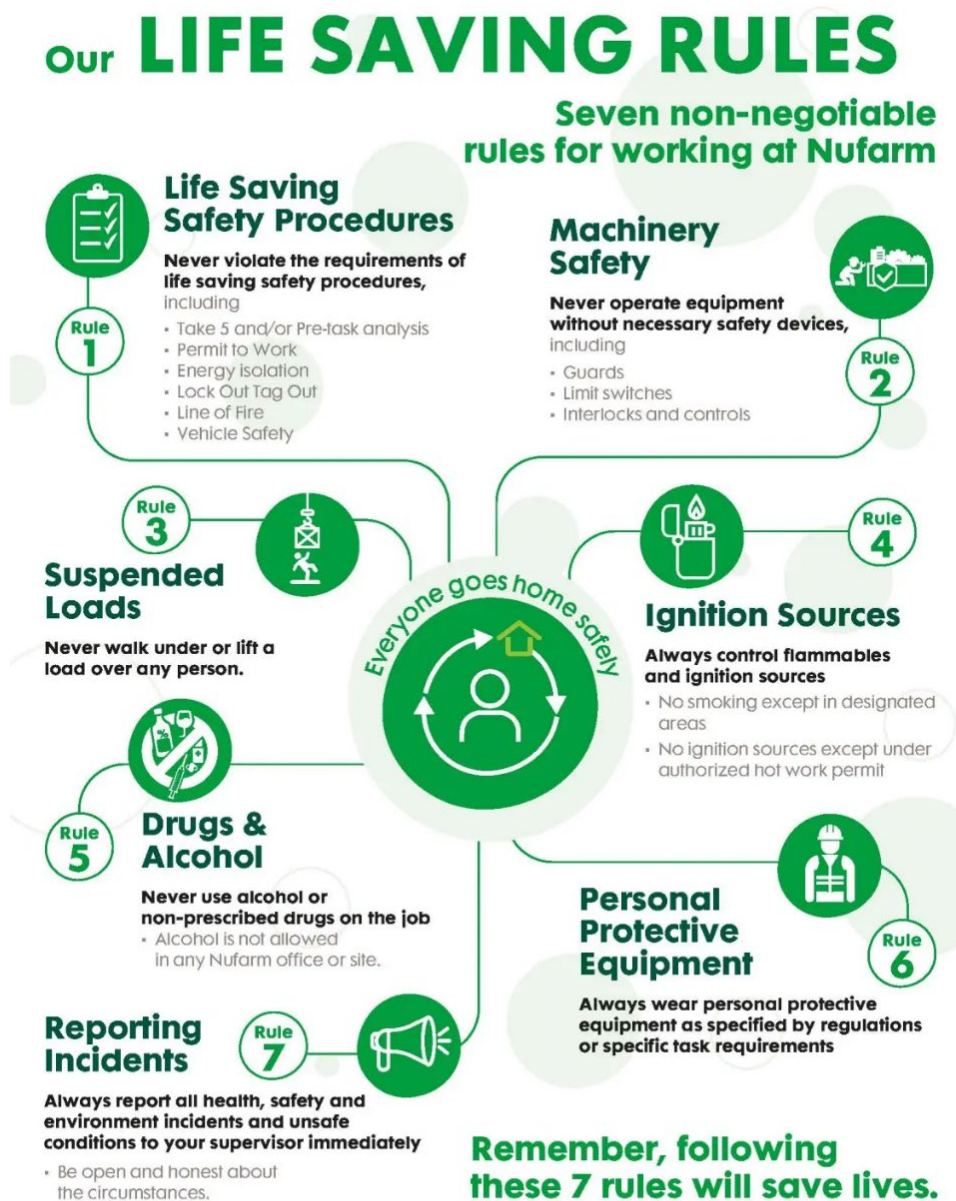 Our LIFE SAVING RULES
Seven non-negotiable
rules for working at Nufarm
Life Saving
Safety Procedures
Never violate the requirements of
life saving safety procedures,
including
• Take 5 and/or Pre-task analysis
• Permit to Work
• Energy isolation
• Lock Out Tag Out
• Line of Fire
• Vehicle Safety
Rule
1
Machinery
Safety
Never operate equipment
without necessary safety devices,
including
• Guards
• Limit switches
• Interlocks and controls
Rule
2
Rule
3
Suspended
Loads
Never walk under or lift a
load over any person.
Rule
4
Ignition Sources
Always control flammables
and ignition sources
• No smoking except in designated
areas
• No ignition sources except under
authorized hot work permit
Everyone goes home safely
Rule
5
Drugs &
Alcohol
Never use alcohol or
non-prescribed drugs on the job
• Alcohol is not allowed
in any Nufarm office or site.
Personal
Protective
Equipment
Rule
6
Always wear personal protective
equipment as specified by regulations
or specific task requirements
Reporting
Incidents
Rule
7
Always report all health, safety and
environment incidents and unsafe
conditions to your supervisor immediately
• Be open and honest about
the circumstances.
Remember, following
these 7 rules will save lives.